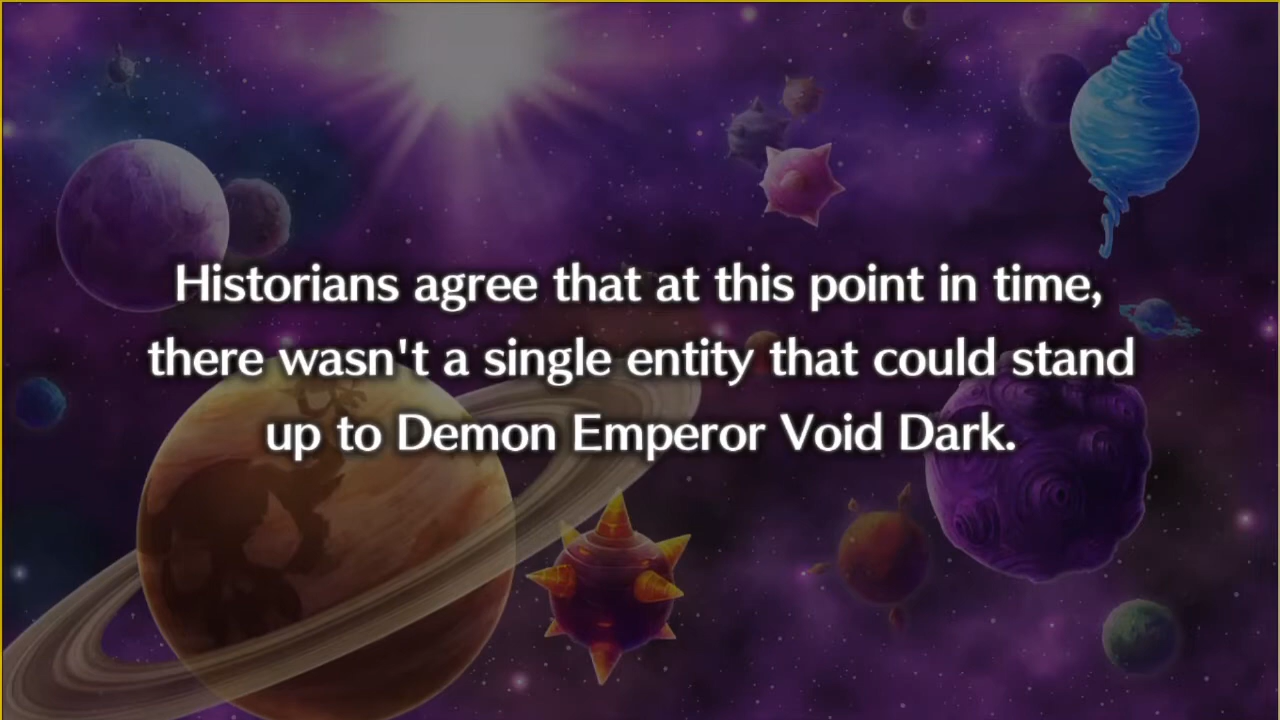 Historians agree that at this point in time,
there wasn't a single entity that could stand
up to Demon Emperor Void Dark.